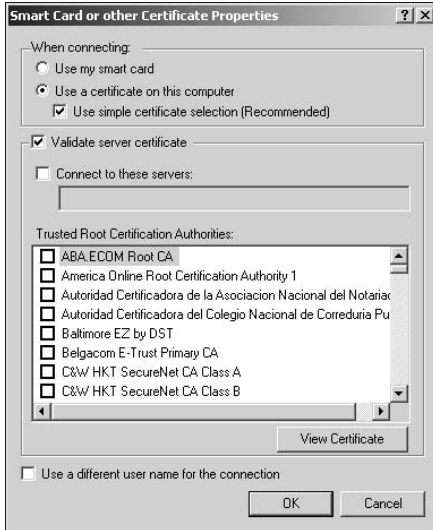 Smart Card or other Certificate Properties
When connecting:
Use my smart card
Use a certificate on this computer
Use simple certificate selection (Recommended)
Validate server certificate
Connect to these servers:
Trusted Root Certification Authorities:
ABA.ECOM Root CA
America Online Root Certification Authority 1
Autoridad Certificadora de la Asociacion Nacional del Notaria
Autoridad Certificadora del Colegio Nacional de Correduria Pu
Baltimore EZ by DST
Belgacom E-Trust Primary CA
C&W HKT SecureNet CA Class A
C&W HKT SecureNet CA Class B
View Certificate
Use a different user name for the connection
OK Cancel